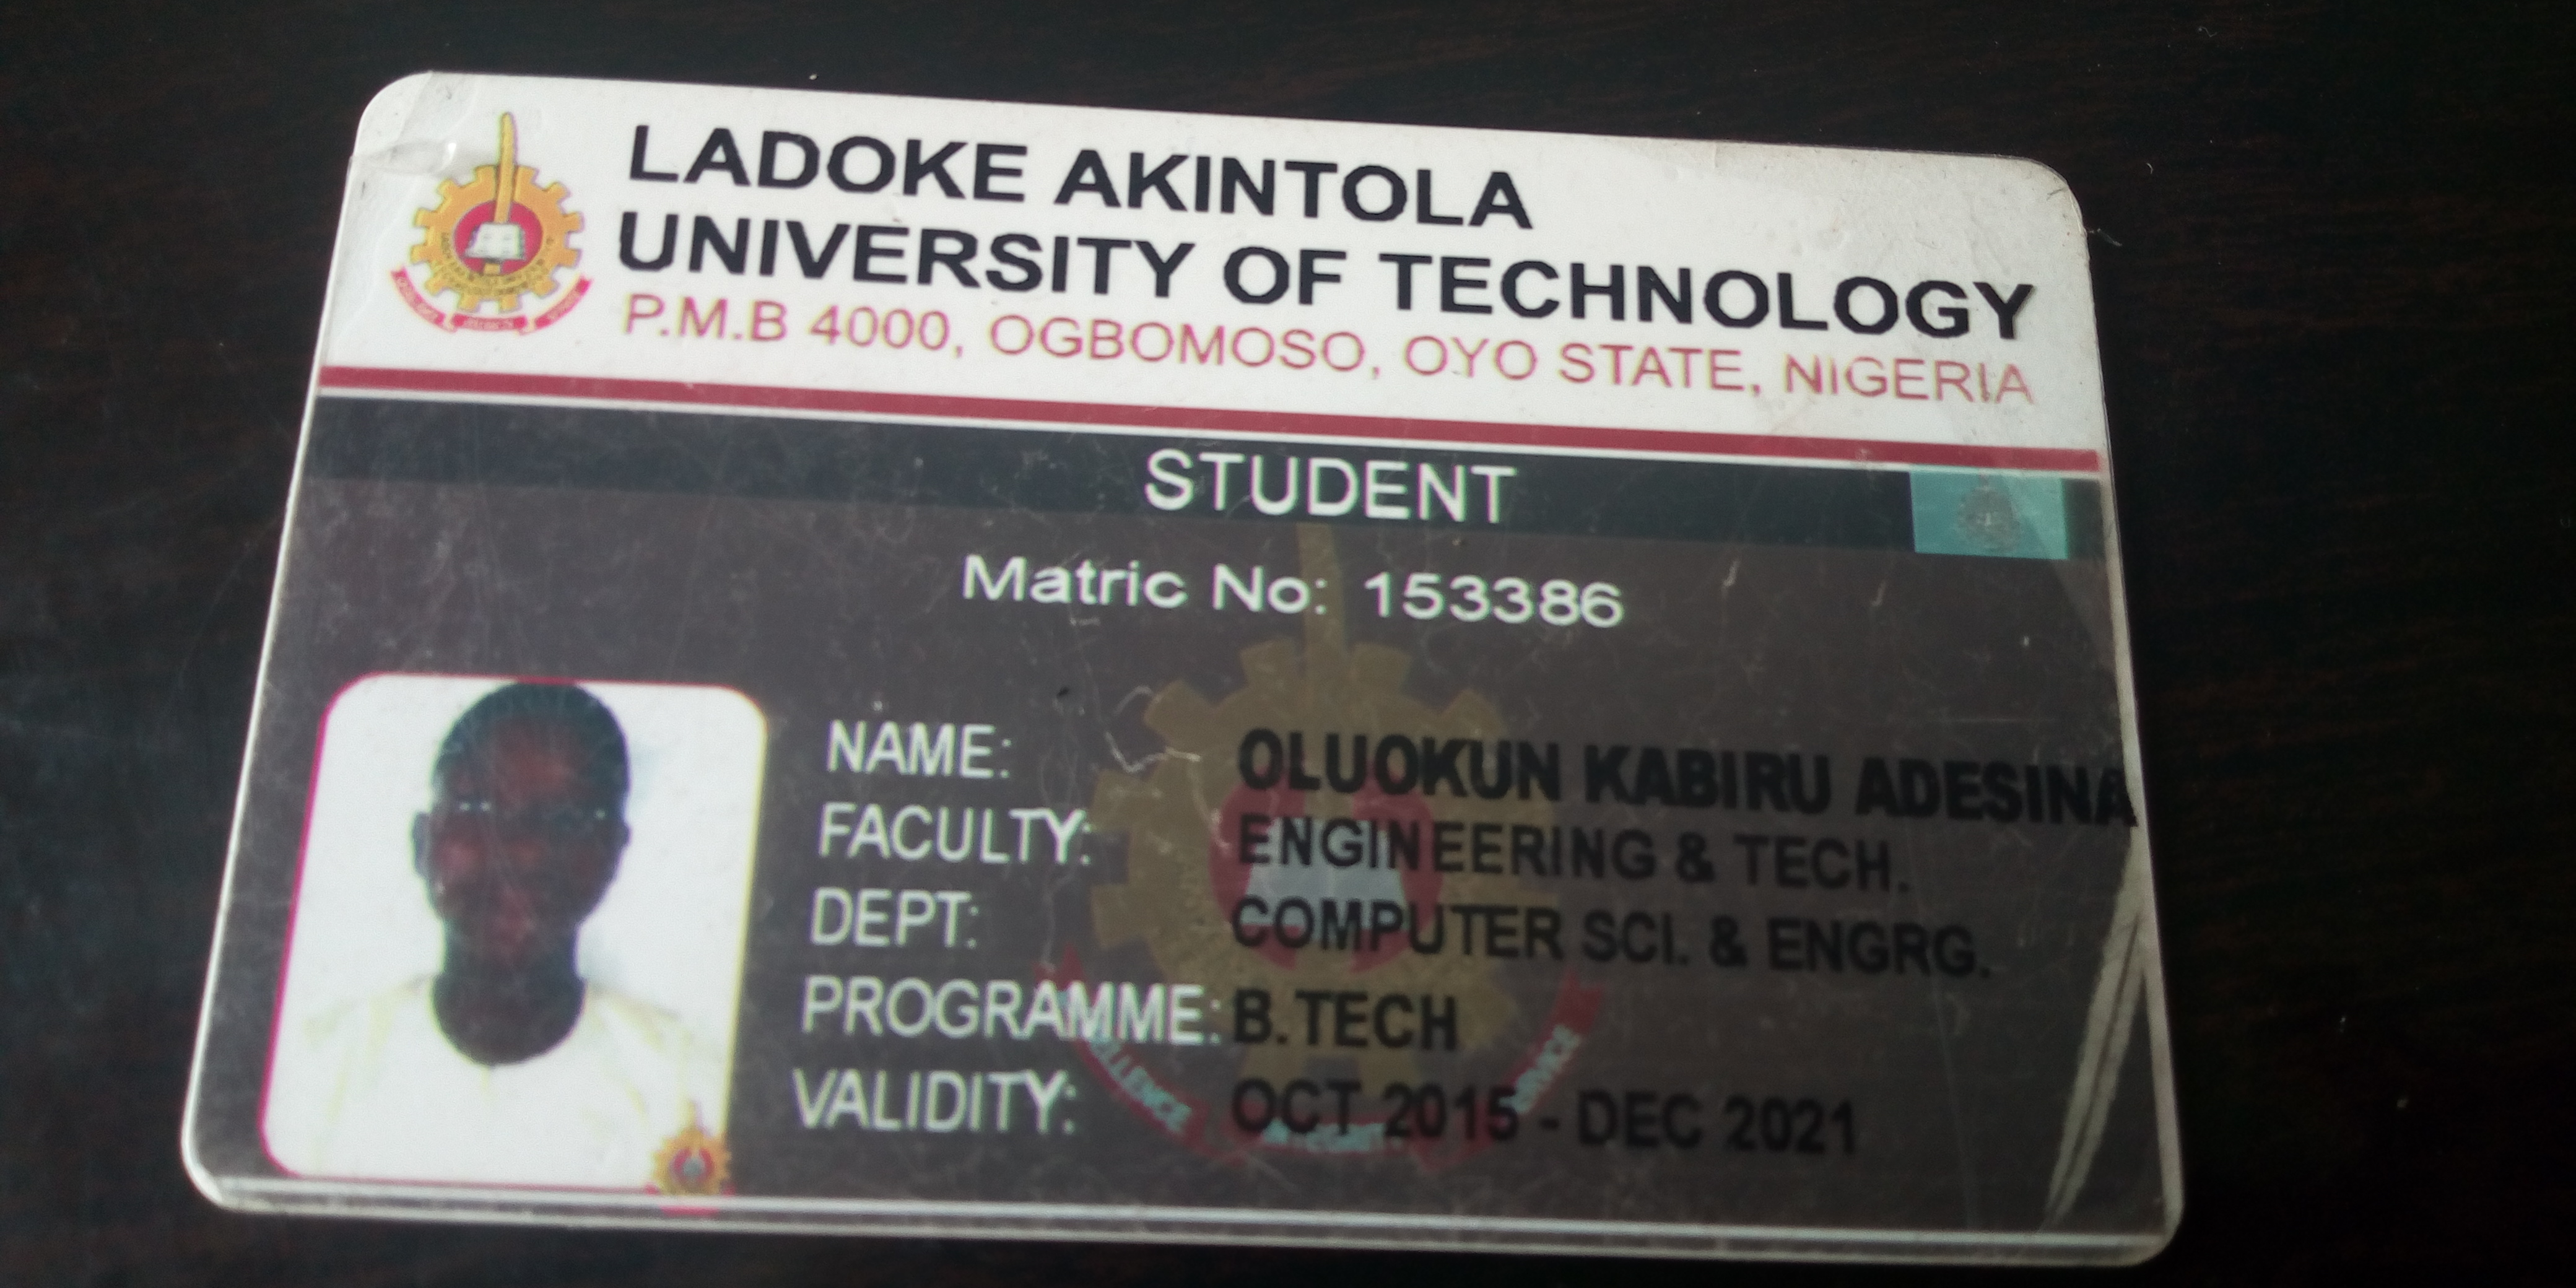 LADOKE AKINTOLA
UNIVERSITY OF TECHNOLOGY
P.M.B 4000, OGBOMOSO, OYO STATE, NIGERIA
STUDENT
Matric No: 153386
NAME: OLUOKUN KABIRU ADESINA
FACULTY: ENGINEERING & TECH.
DEPT: COMPUTER SCI. & ENGRG.
PROGRAMME: B.TECH
VALIDITY: OCT 2015 - DEC 2021
SERVICE